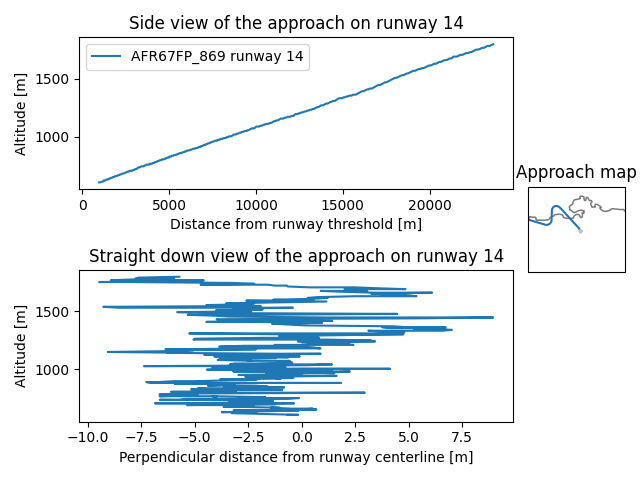 Side view of the approach on runway 14
AFR67FP_869 runway 14
Altitude [m]
1500
1000
0
5000
10000
15000
20000
Distance from runway threshold [m]
Approach map
Straight down view of the approach on runway 14
Altitude [m]
1500
1000
−10.0
−7.5
−5.0
−2.5
0.0
2.5
5.0
7.5
Perpendicular distance from runway centerline [m]